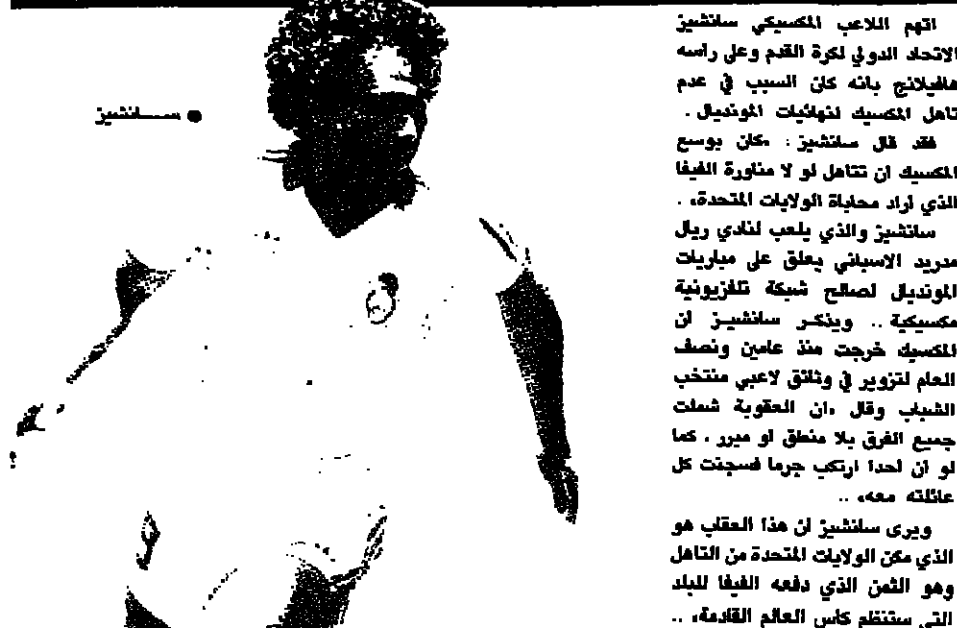 اتهم اللاعب المكسيكي سانشيز
الاتحاد الدولي لكرة القدم وعلى راسه
هافيلانج بانه كان السبب في عدم
تاهل المكسيك لنهائيات المونديال .
فقد قال سانشيز : «كان بوسع
المكسيك ان تتاهل لو لا مناورة الفيفا
الذي اراد محاباة الولايات المتحدة» .
سانشيز والذي يلعب لنادي ريال
مدريد الاسباني يعلق على مباريات
المونديال لصالح شبكة تلفزيونية
مكسيكية .. ويذكر سانشيز ان
المكسيك خرجت منذ عامين ونصف
العام لتزوير في وثائق لاعبي منتخب
الشباب وقال «ان العقوبة شملت
جميع الفرق بلا منطق او مبرر . كما
لو ان احدا ارتكب جرما فسجنت كل
عائلته معه» ..
ويرى سانشيز ان هذا العقاب هو
الذي مكن الولايات المتحدة من التاهل
وهو الثمن الذي دفعه الفيفا للبلد
التي ستنظم كاس العالم القادمة» ..
● ســـانشيز